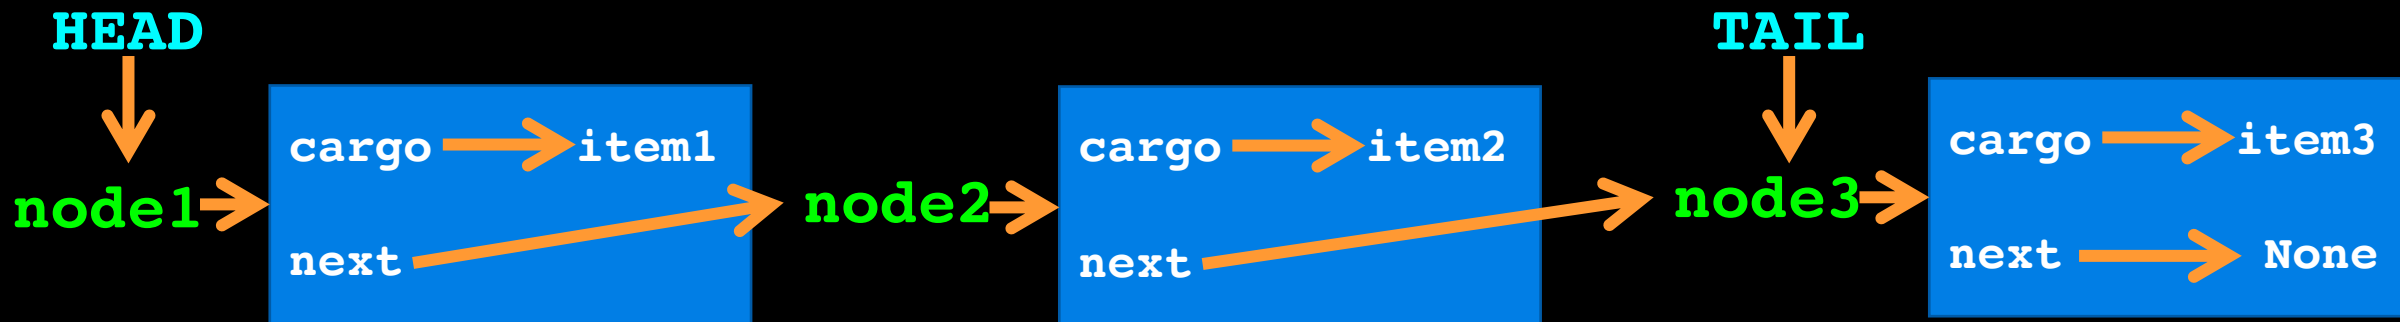 HEAD
node1
cargo item1
next
node2
cargo item2
next
TAIL
node3
cargo item3
next None